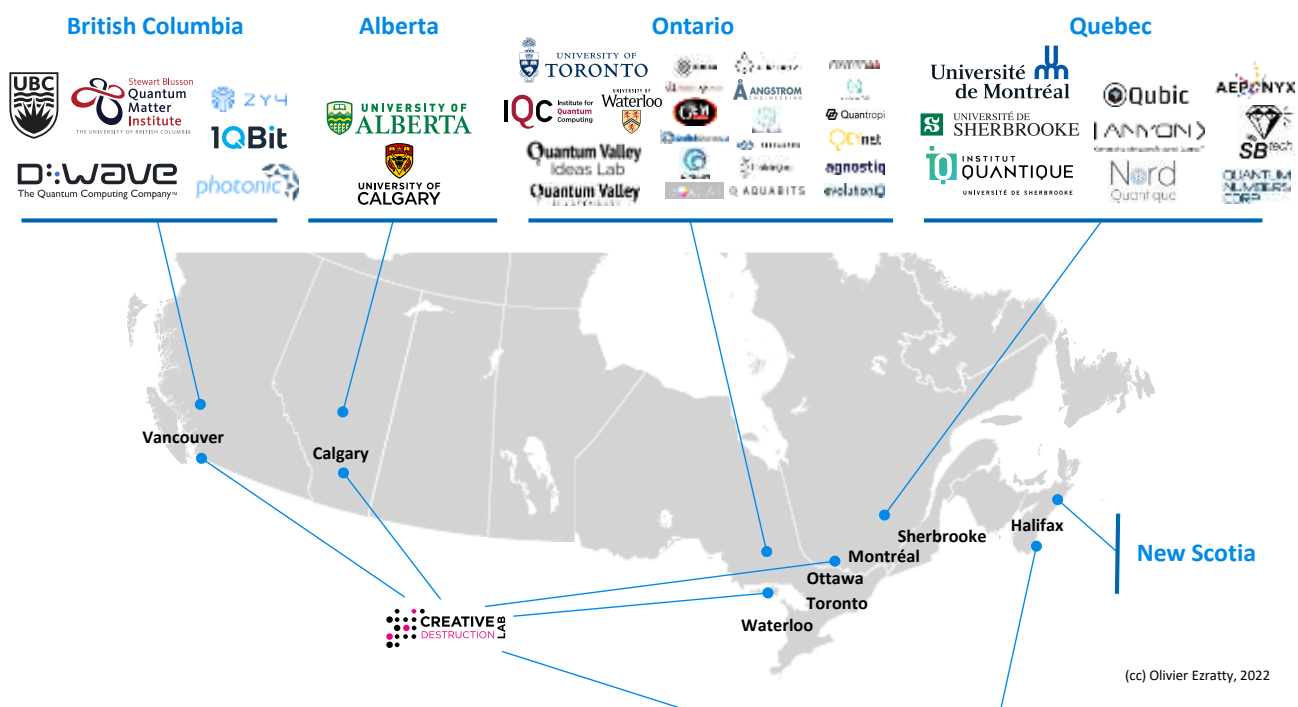 British Columbia
Alberta
Ontario
Quebec
UBC
Stewart Blusson
Quantum
Matter
Institute
THE UNIVERSITY OF BRITISH COLUMBIA
ZY4
1QBit
D:wave
The Quantum Computing Company™
photonic
UNIVERSITY OF
ALBERTA
UNIVERSITY OF
CALGARY
UNIVERSITY OF
TORONTO
IQC
Institute for
Quantum
Computing
UNIVERSITY OF
Waterloo
Quantum Valley
Ideas Lab
Quantum Valley
ÅNGSTROM
ENGINEERING
Quantropi
agnostiq
AQUABITS
evolutionQ
Université
de Montréal
UNIVERSITÉ DE
SHERBROOKE
INSTITUT
QUANTIQUE
UNIVERSITÉ DE SHERBROOKE
Qubic
ANYON
Nord
Quantique
AEPONYX
SBtech
QUANTUM
NUMBERS
CORP
Vancouver
Calgary
Sherbrooke
Halifax
Montréal
Ottawa
Toronto
Waterloo
New Scotia
CREATIVE
DESTRUCTION
LAB
(cc) Olivier Ezratty, 2022